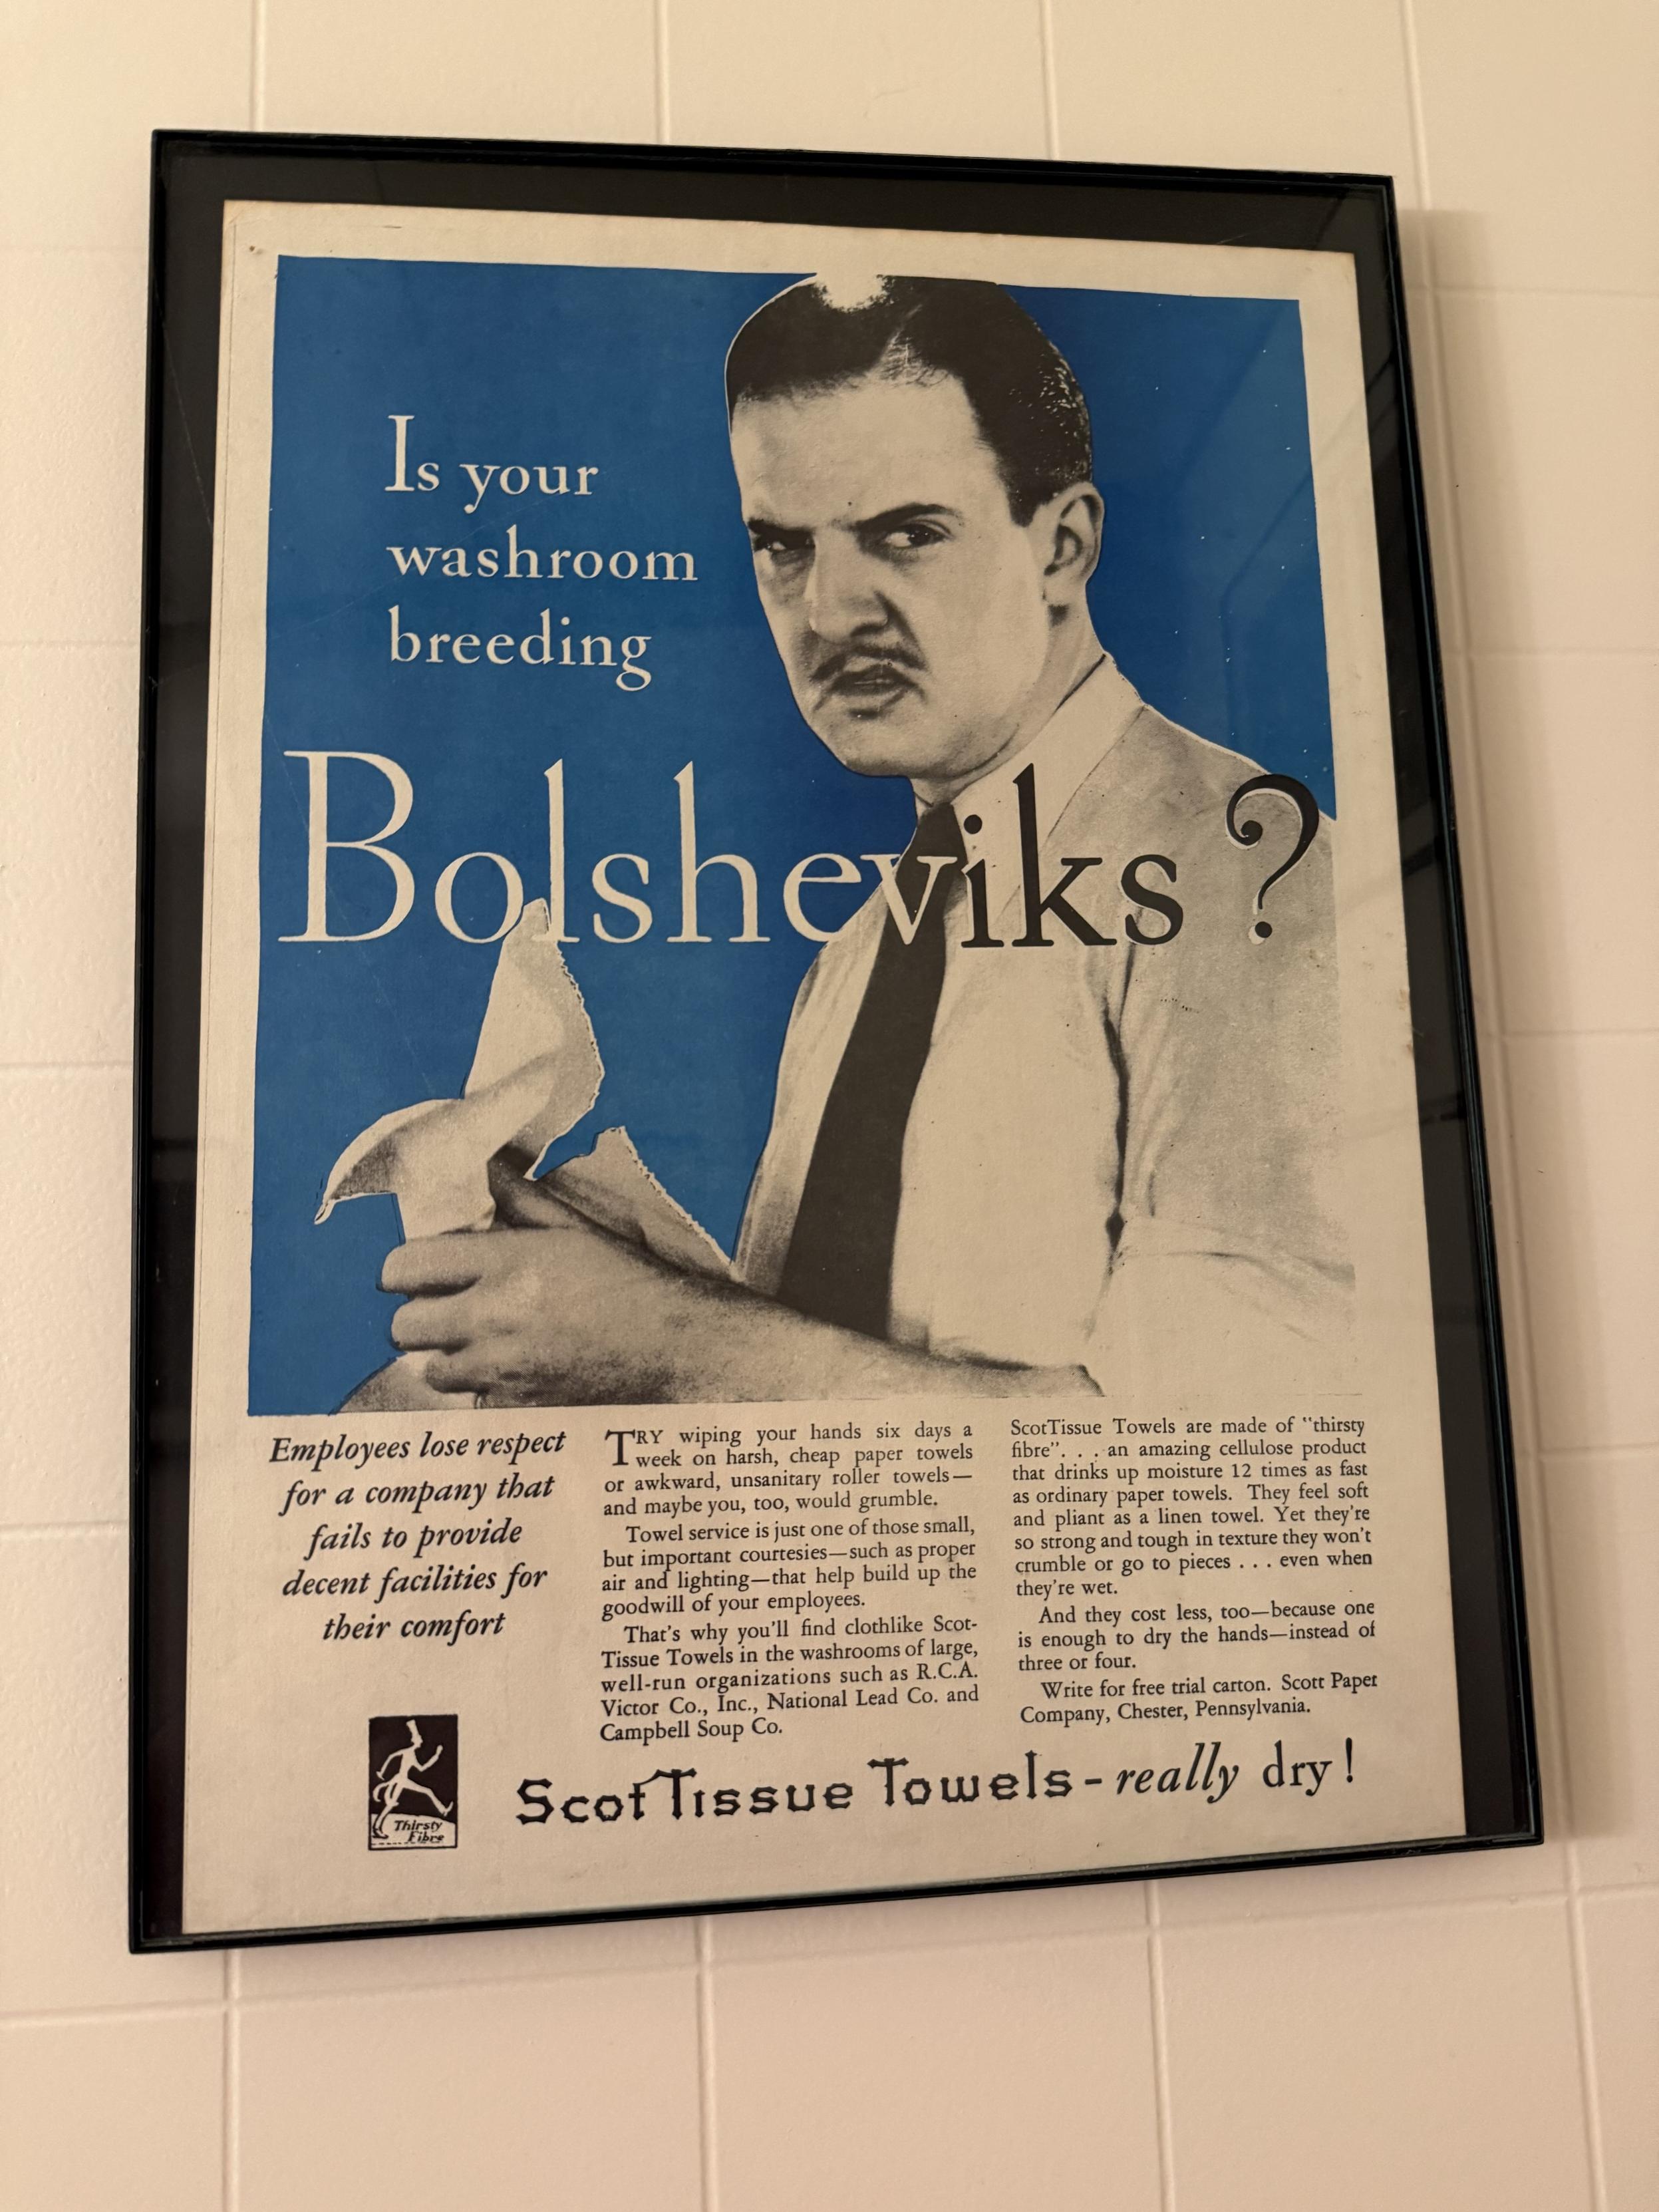 Is your
washroom
breeding
Bolsheviks?
Employees lose respect
for a company that
fails to provide
decent facilities for
their comfort
TRY wiping your hands six days a
week on harsh, cheap paper towels
or awkward, unsanitary roller towels—
and maybe you, too, would grumble.
Towel service is just one of those small,
but important courtesies—such as proper
air and lighting—that help build up the
goodwill of your employees.
That's why you'll find clothlike Scot-
Tissue Towels in the washrooms of large,
well-run organizations such as R.C.A.
Victor Co., Inc., National Lead Co. and
Campbell Soup Co.
ScotTissue Towels are made of "thirsty
fibre". . . an amazing cellulose product
that drinks up moisture 12 times as fast
as ordinary paper towels. They feel soft
and pliant as a linen towel. Yet they're
so strong and tough in texture they won't
crumble or go to pieces . . . even when
they're wet.
And they cost less, too—because one
is enough to dry the hands—instead of
three or four.
Write for free trial carton. Scott Paper
Company, Chester, Pennsylvania.
Thirsty
Fibre
ScotTissue Towels - really dry!